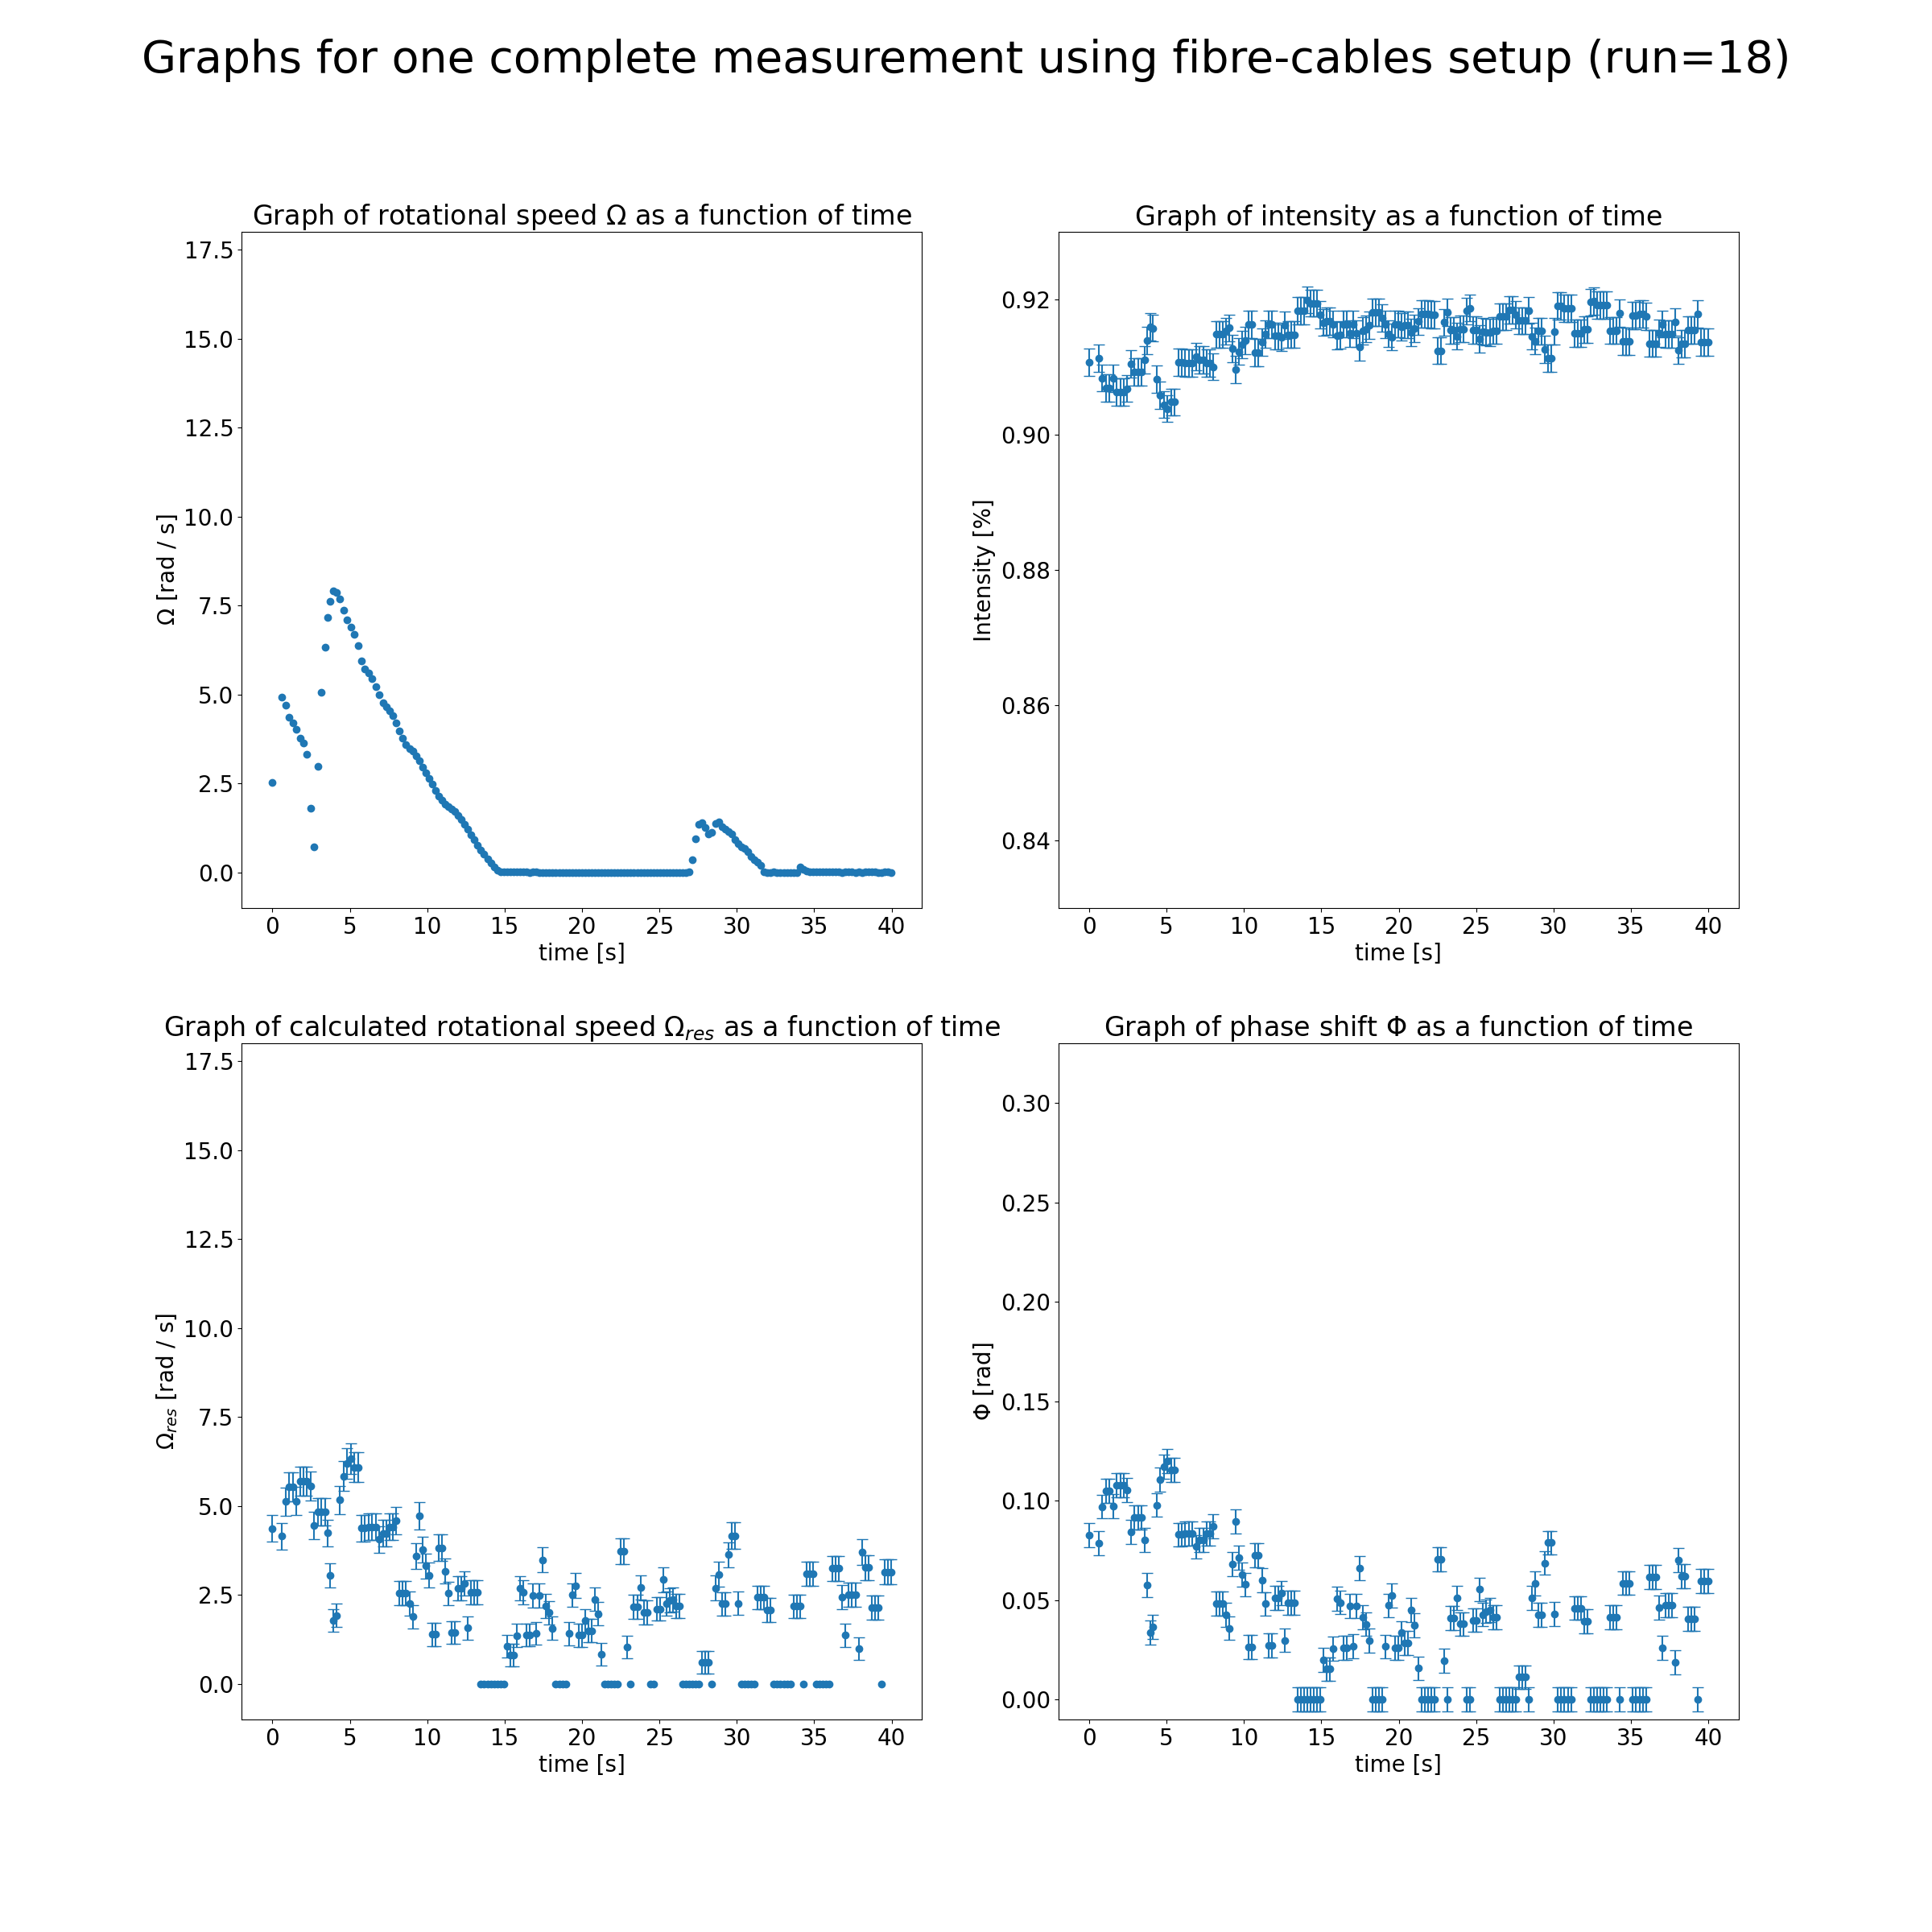 Graphs for one complete measurement using fibre-cables setup (run=18)
Graph of rotational speed Ω as a function of time
17.5
15.0
12.5
10.0
7.5
5.0
2.5
0.0
Ω [rad / s]
0 5 10 15 20 25 30 35 40
time [s]
Graph of intensity as a function of time
0.92
0.90
0.88
0.86
0.84
Intensity [%]
0 5 10 15 20 25 30 35 40
time [s]
Graph of calculated rotational speed Ω_res as a function of time
17.5
15.0
12.5
10.0
7.5
5.0
2.5
0.0
Ω_res [rad / s]
0 5 10 15 20 25 30 35 40
time [s]
Graph of phase shift Φ as a function of time
0.30
0.25
0.20
0.15
0.10
0.05
0.00
Φ [rad]
0 5 10 15 20 25 30 35 40
time [s]